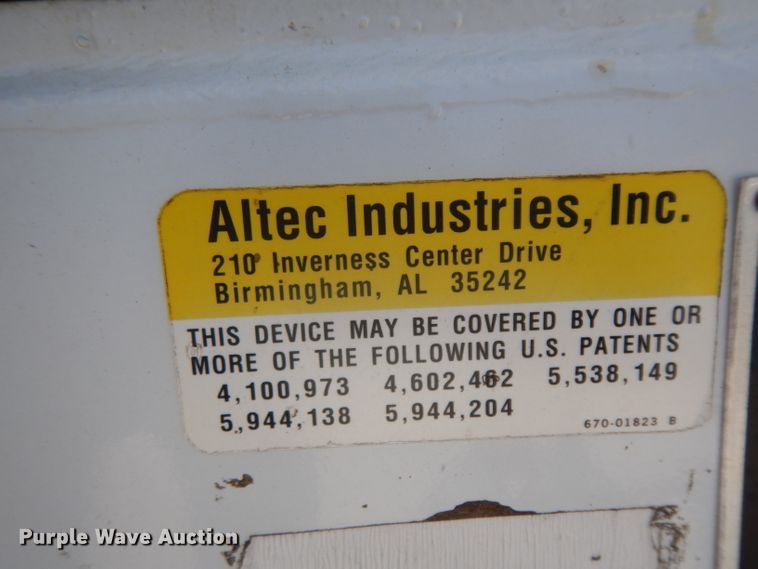 Altec Industries, Inc.
210 Inverness Center Drive
Birmingham, AL 35242
THIS DEVICE MAY BE COVERED BY ONE OR
MORE OF THE FOLLOWING U.S. PATENTS
4,100,973 4,602,462 5,538,149
5,944,138 5,944,204
670-01823 B
Purple Wave Auction